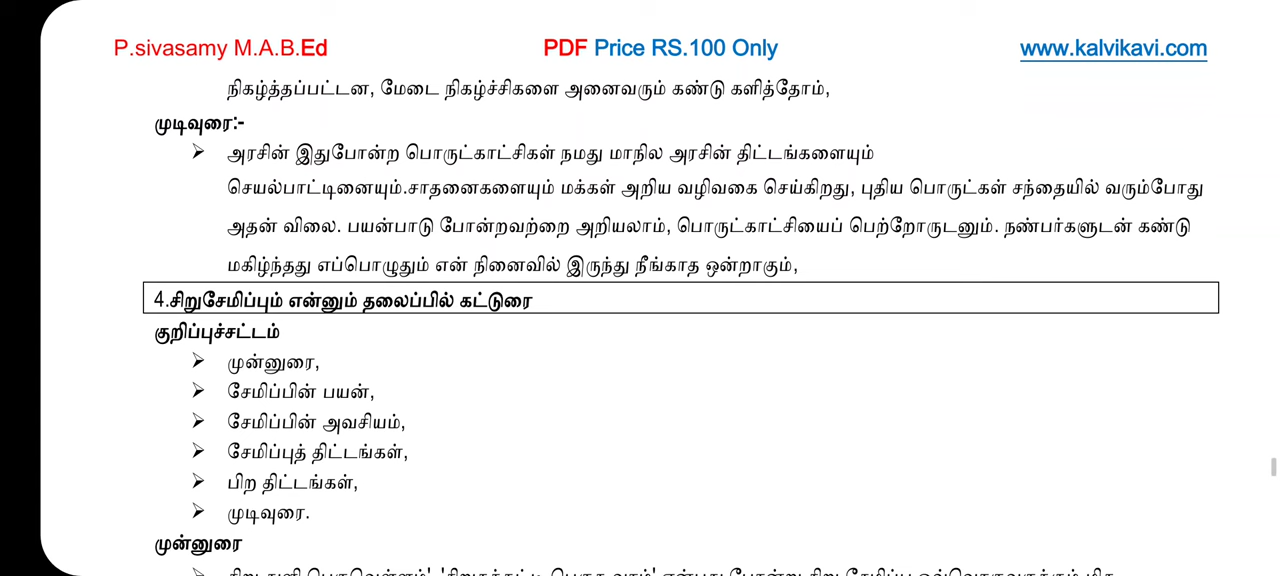 P.sivasamy M.A.B.Ed PDF Price RS.100 Only www.kalvikavi.com
நிகழ்த்தப்பட்டன, மேடை நிகழ்ச்சிகளை அனைவரும் கண்டு களித்தோம்,
முடிவுரை:-
➢ அரசின் இதுபோன்ற பொருட்காட்சிகள் நமது மாநில அரசின் திட்டங்களையும்
செயல்பாட்டினையும்.சாதனைகளையும் மக்கள் அறிய வழிவகை செய்கிறது, புதிய பொருட்கள் சந்தையில் வரும்போது
அதன் விலை. பயன்பாடு போன்றவற்றை அறியலாம், பொருட்காட்சியைப் பெற்றோருடனும். நண்பர்களுடன் கண்டு
மகிழ்ந்தது எப்பொழுதும் என் நினைவில் இருந்து நீங்காத ஒன்றாகும்,
4.சிறுசேமிப்பும் என்னும் தலைப்பில் கட்டுரை
குறிப்புச்சட்டம்
➢ முன்னுரை,
➢ சேமிப்பின் பயன்,
➢ சேமிப்பின் அவசியம்,
➢ சேமிப்புத் திட்டங்கள்,
➢ பிற திட்டங்கள்,
➢ முடிவுரை.
முன்னுரை